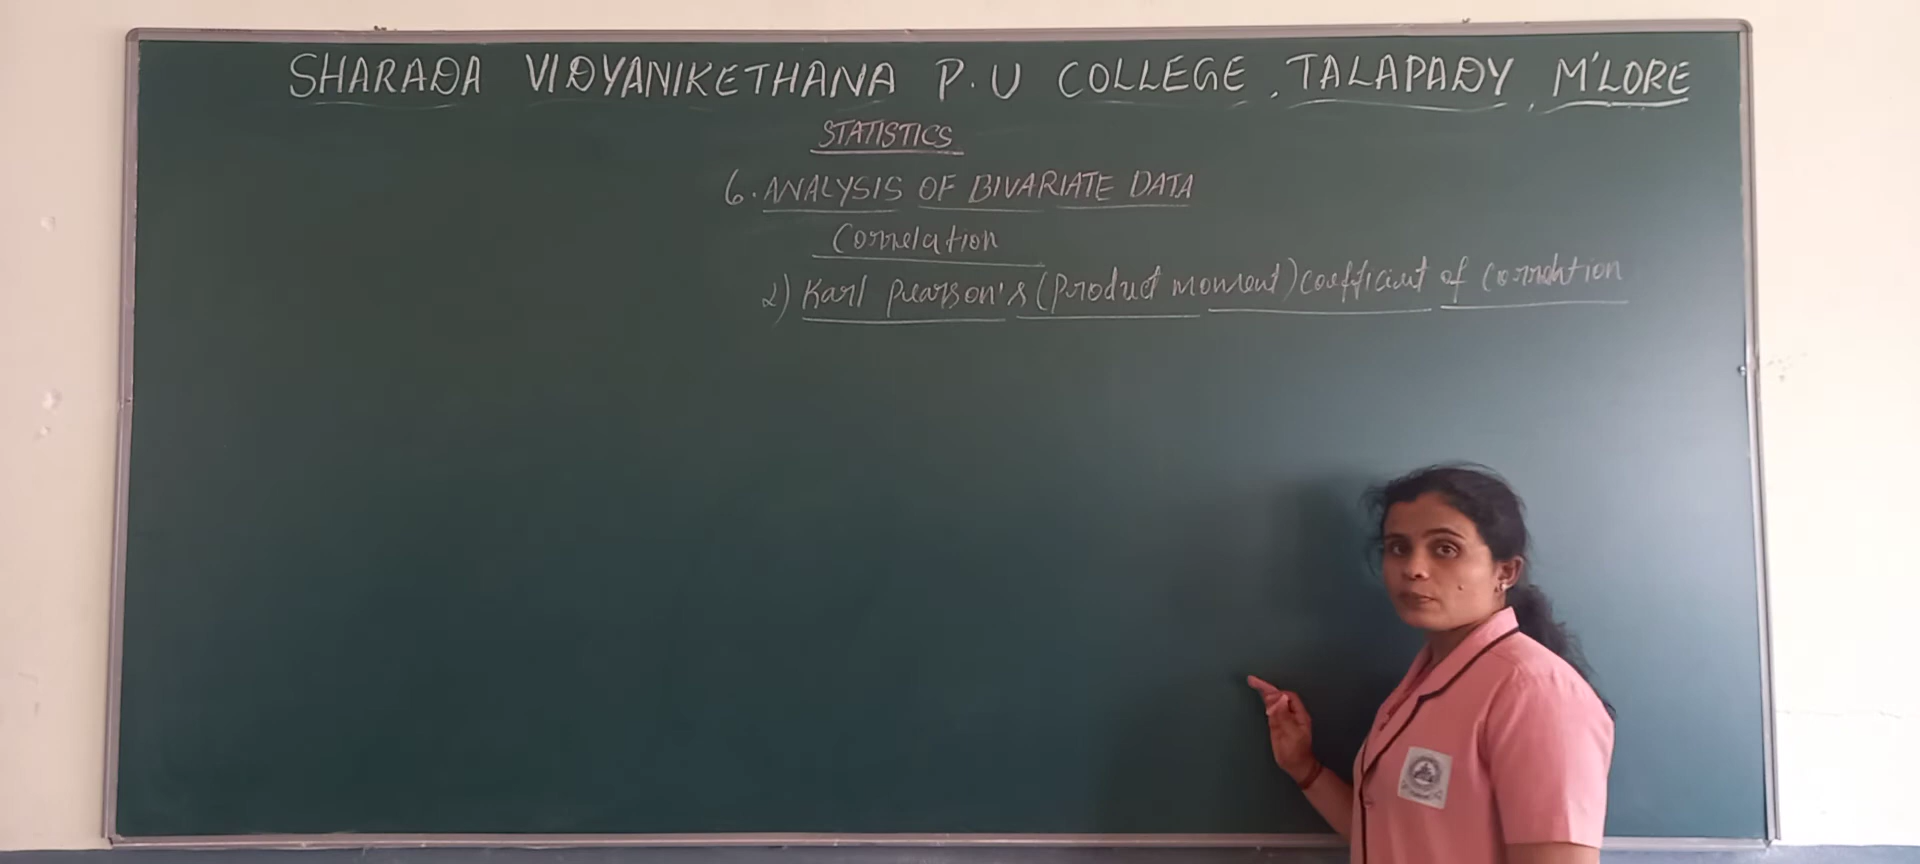 SHARADA VIDYANIKETHANA P.U COLLEGE, TALAPADY, M'LORE
STATISTICS
6. ANALYSIS OF BIVARIATE DATA
Correlation
2) Karl pearson's (product moment) coefficient of correlation